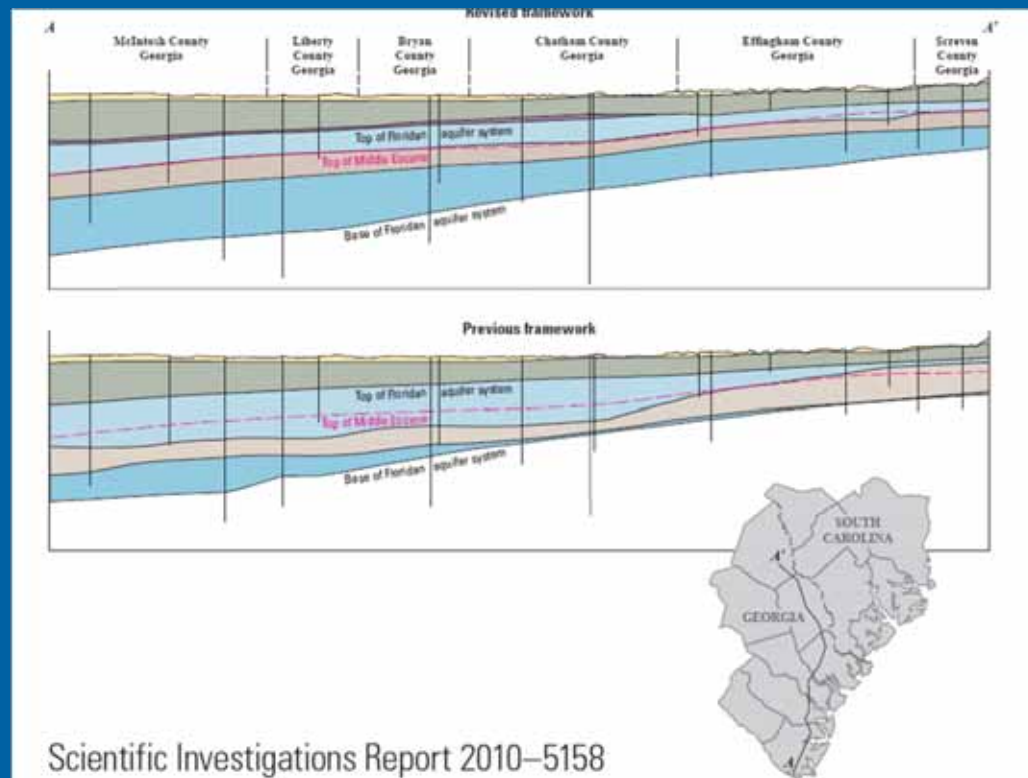 Revised framework
A A'
McIntosh County
Georgia
Liberty
County
Georgia
Bryan
County
Georgia
Chatham County
Georgia
Effingham County
Georgia
Screven
County
Georgia
Top of Floridan aquifer system
Top of Middle Eocene
Base of Floridan aquifer system
Previous framework
Top of Floridan aquifer system
Top of Middle Eocene
Base of Floridan aquifer system
SOUTH
CAROLINA
A'
GEORGIA
A
Scientific Investigations Report 2010–5158